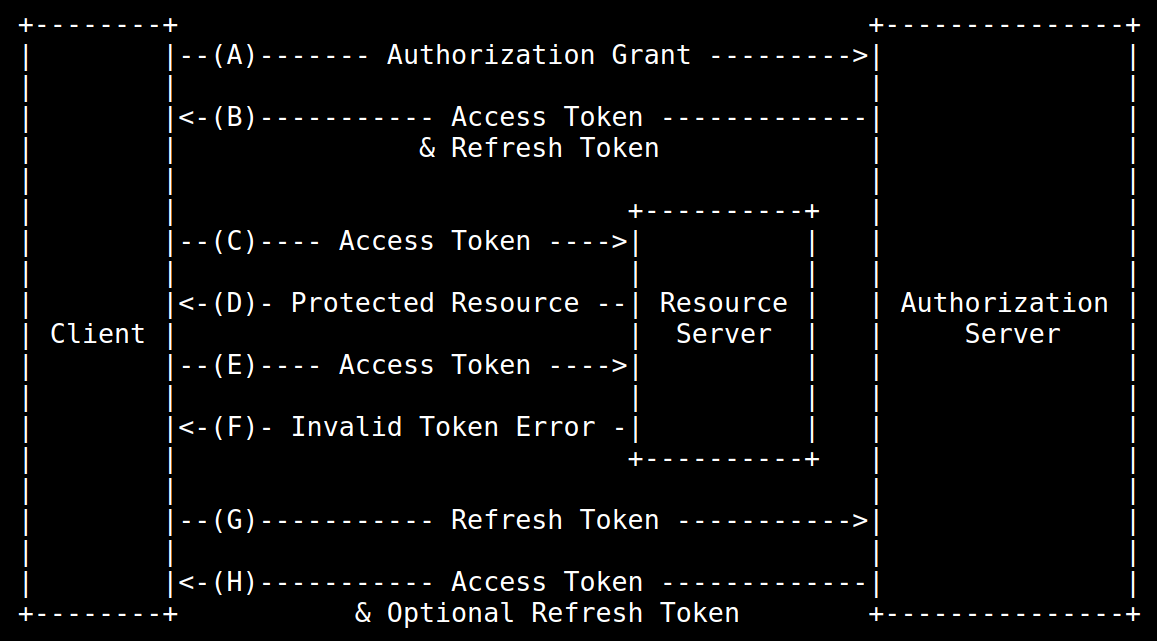 +--------+                                           +---------------+
|        |--(A)------- Authorization Grant --------->|               |
|        |                                           |               |
|        |<-(B)----------- Access Token -------------|               |
|        |               & Refresh Token             |               |
|        |                                           |               |
|        |                            +----------+   |               |
|        |--(C)---- Access Token ---->|          |   |               |
|        |                            |          |   |               |
|        |<-(D)- Protected Resource --| Resource |   | Authorization |
| Client |                            |  Server  |   |     Server    |
|        |--(E)---- Access Token ---->|          |   |               |
|        |                            |          |   |               |
|        |<-(F)- Invalid Token Error -|          |   |               |
|        |                            +----------+   |               |
|        |                                           |               |
|        |--(G)----------- Refresh Token ----------->|               |
|        |                                           |               |
|        |<-(H)----------- Access Token -------------|               |
+--------+           & Optional Refresh Token        +---------------+